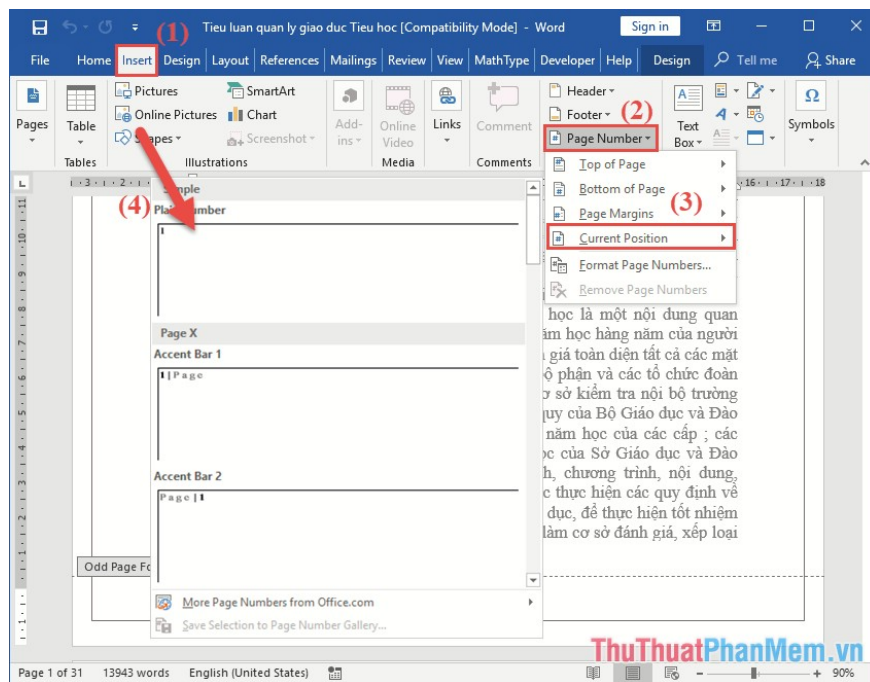 Tieu luan quan ly giao duc Tieu hoc [Compatibility Mode] - Word
Sign in
(1)
File Home Insert Design Layout References Mailings Review View MathType Developer Help Design Tell me Share
Pages
Table
Tables
Pictures
Online Pictures
Shapes
SmartArt
Chart
Screenshot
Illustrations
Add-
ins
Online
Video
Media
Links
Comment
Comments
Header
Footer
(2)
Page Number
Text
Box
Symbols
Top of Page
Bottom of Page
Page Margins
(3)
Current Position
Format Page Numbers...
Remove Page Numbers
(4)
Simple
Plain Number
1
Page X
Accent Bar 1
1 | Page
Accent Bar 2
Page | 1
More Page Numbers from Office.com
Save Selection to Page Number Gallery...
học là một nội dung quan
năm học hàng năm của người
giá toàn diện tất cả các mặt
bộ phận và các tổ chức đoàn
sở kiểm tra nội bộ trường
quy của Bộ Giáo dục và Đào
năm học của các cấp ; các
của Sở Giáo dục và Đào
chương trình, nội dung,
thực hiện các quy định về
dục, để thực hiện tốt nhiệm
làm cơ sở đánh giá, xếp loại
Odd Page Fo
ThuThuatPhanMem.vn
Page 1 of 31 13943 words English (United States) 90%